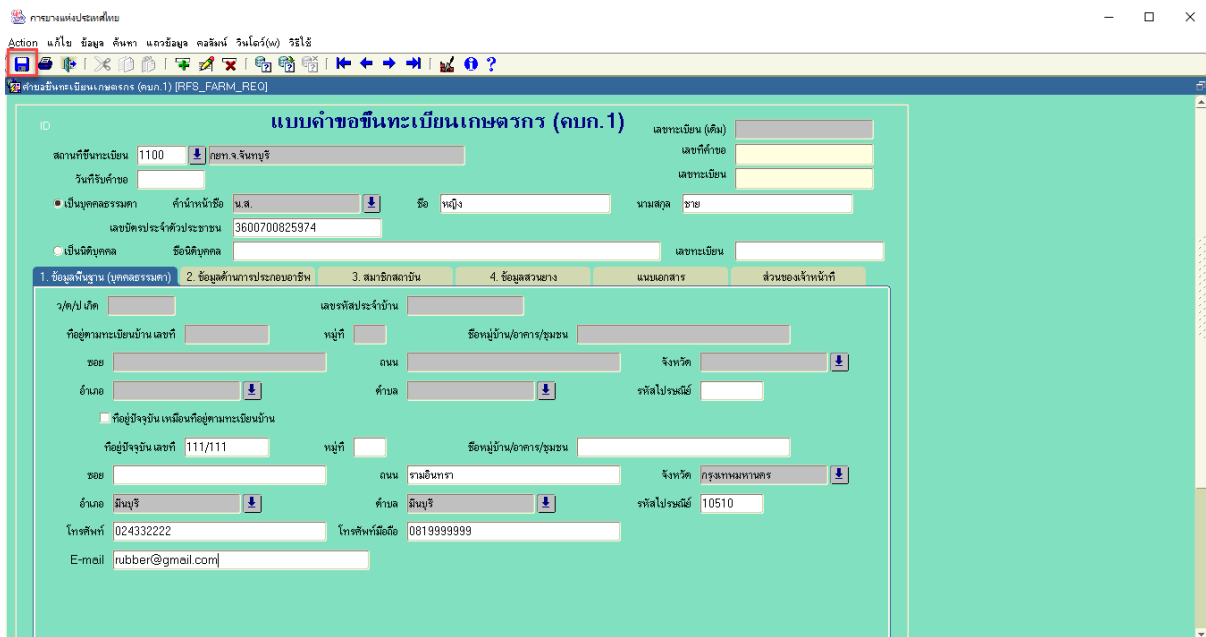 การยางแห่งประเทศไทย
Action แก้ไข ข้อมูล ค้นหา แถวข้อมูล คอลัมน์ วินโดว์(w) วิธีใช้
คำขอขึ้นทะเบียนเกษตรกร (คบก.1) [RFS_FARM_REQ]
ID แบบคำขอขึ้นทะเบียนเกษตรกร (คบก.1) เลขทะเบียน (เดิม)
สถานที่ขึ้นทะเบียน 1100 กยท.จ.จันทบุรี เลขที่คำขอ
วันที่รับคำขอ เลขทะเบียน
เป็นบุคคลธรรมดา คำนำหน้าชื่อ น.ส. ชื่อ หญิง นามสกุล ชาย
เลขบัตรประจำตัวประชาชน 3600700825974
เป็นนิติบุคคล ชื่อนิติบุคคล เลขทะเบียน
1. ข้อมูลพื้นฐาน (บุคคลธรรมดา) 2. ข้อมูลด้านการประกอบอาชีพ 3. สมาชิกสถาบัน 4. ข้อมูลสวนยาง แนบเอกสาร ส่วนของเจ้าหน้าที่
ว/ด/ป เกิด เลขรหัสประจำบ้าน
ที่อยู่ตามทะเบียนบ้าน เลขที่ หมู่ที่ ชื่อหมู่บ้าน/อาคาร/ชุมชน
ซอย ถนน จังหวัด
อำเภอ ตำบล รหัสไปรษณีย์
ที่อยู่ปัจจุบัน เหมือนที่อยู่ตามทะเบียนบ้าน
ที่อยู่ปัจจุบัน เลขที่ 111/111 หมู่ที่ ชื่อหมู่บ้าน/อาคาร/ชุมชน
ซอย ถนน รามอินทรา จังหวัด กรุงเทพมหานคร
อำเภอ มีนบุรี ตำบล มีนบุรี รหัสไปรษณีย์ 10510
โทรศัพท์ 024332222 โทรศัพท์มือถือ 0819999999
E-mail rubber@gmail.com